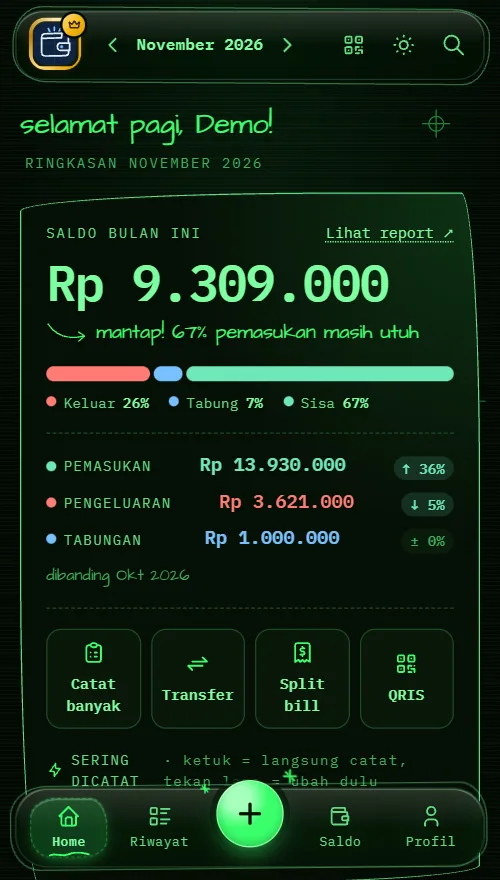 November 2026
selamat pagi, Demo!
RINGKASAN NOVEMBER 2026
SALDO BULAN INI
Lihat report ↗
Rp 9.309.000
mantap! 67% pemasukan masih utuh
Keluar 26% Tabung 7% Sisa 67%
PEMASUKAN Rp 13.930.000 ↑ 36%
PENGELUARAN Rp 3.621.000 ↓ 5%
TABUNGAN Rp 1.000.000 ± 0%
dibanding Okt 2026
Catat banyak
Transfer
Split bill
QRIS
SERING DICATAT
· ketuk = langsung catat,
tekan = ubah dulu
Home
Riwayat
+
Saldo
Profil